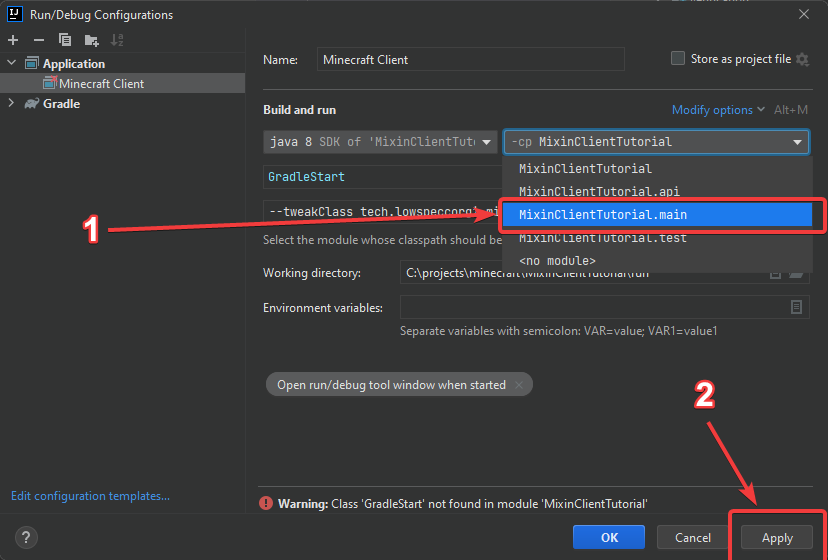 Run/Debug Configurations
Application
Minecraft Client
Gradle
Edit configuration templates...
Name:
Minecraft Client
Store as project file
Build and run
Modify options
Alt+M
java 8 SDK of 'MixinClientTut
-cp MixinClientTutorial
MixinClientTutorial
GradleStart
MixinClientTutorial.api
--tweakClass tech.lowspeccorgi.mi
MixinClientTutorial.main
1
Select the module whose classpath should be
MixinClientTutorial.test
<no module>
Working directory:
C:\projects\minecraft\MixinClientTutorial\run
Environment variables:
Separate variables with semicolon: VAR=value; VAR1=value1
Open run/debug tool window when started
2
Warning: Class 'GradleStart' not found in module 'MixinClientTutorial'
?
OK
Cancel
Apply